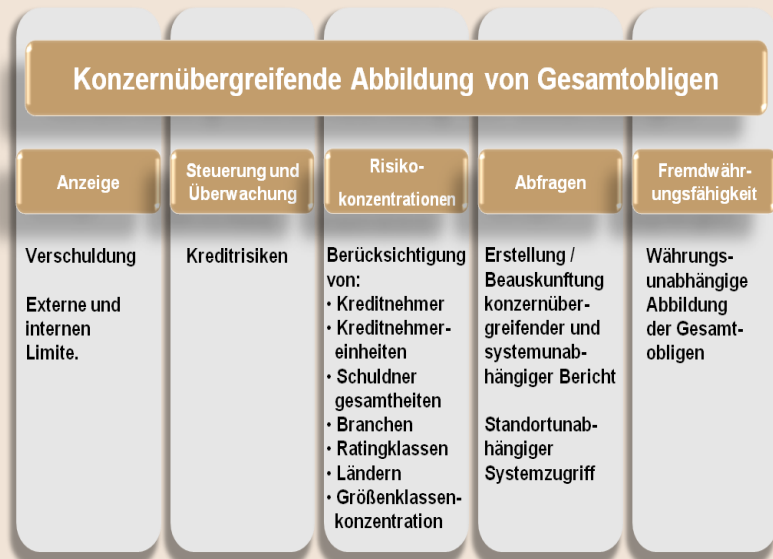 Konzernübergreifende Abbildung von Gesamtobligen
Anzeige
Verschuldung
Externe und
internen
Limite.
Steuerung und
Überwachung
Kreditrisiken
Risiko-
konzentrationen
Berücksichtigung
von:
· Kreditnehmer
· Kreditnehmer-
einheiten
· Schuldner
gesamtheiten
· Branchen
· Ratingklassen
· Ländern
· Größenklassen-
konzentration
Abfragen
Erstellung /
Beauskunftung
konzernüber-
greifender und
systemunab-
hängiger Bericht
Standortunab-
hängiger
Systemzugriff
Fremdwähr-
ungsfähigkeit
Währungs-
unabhängige
Abbildung
der Gesamt-
obligen